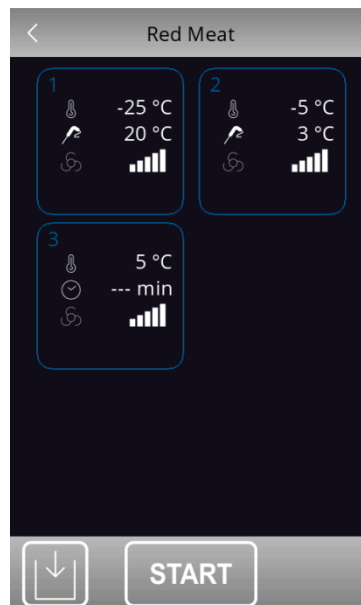 Red Meat
1
-25 °C
20 °C
2
-5 °C
3 °C
3
5 °C
--- min
START